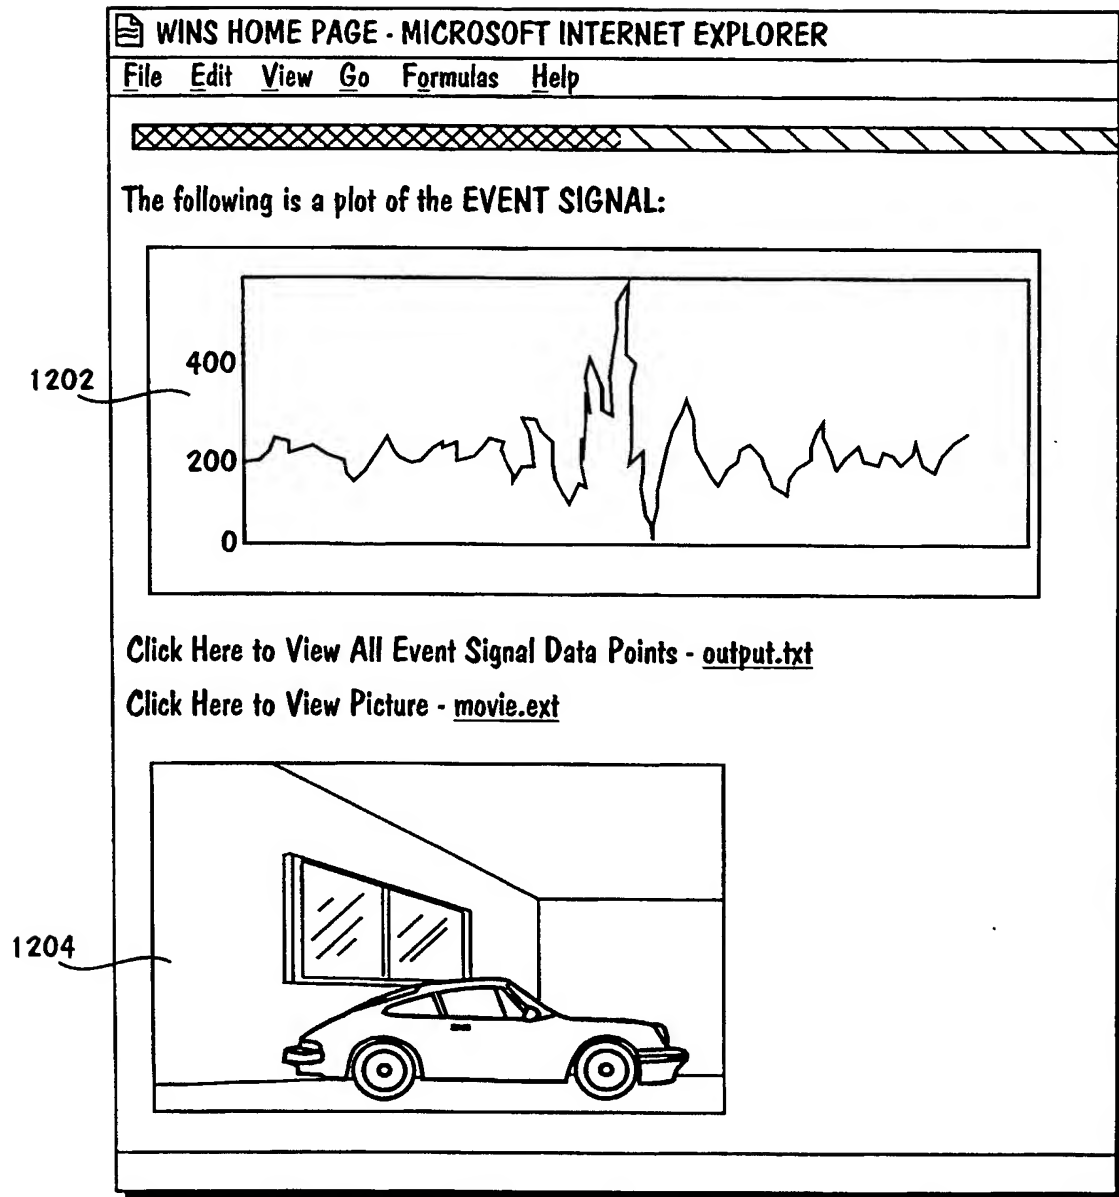 WINS HOME PAGE - MICROSOFT INTERNET EXPLORER
File Edit View Go Formulas Help
The following is a plot of the EVENT SIGNAL:
400
1202
200
0
Click Here to View All Event Signal Data Points - output.txt
Click Here to View Picture - movie.ext
1204